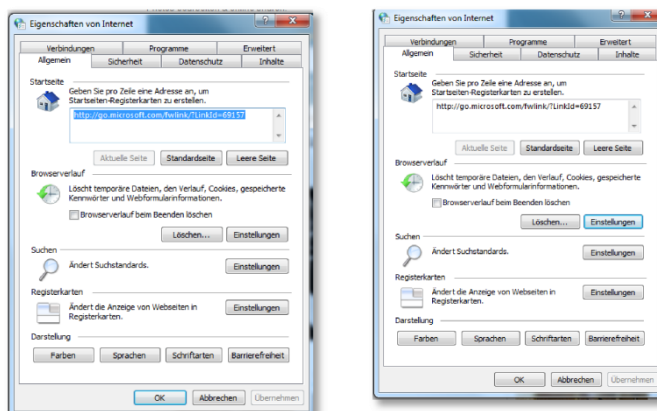 Eigenschaften von Internet
Verbindungen Programme Erweitert
Allgemein Sicherheit Datenschutz Inhalte
Startseite
Geben Sie pro Zeile eine Adresse an, um
Startseiten-Registerkarten zu erstellen.
http://go.microsoft.com/fwlink/?LinkId=69157
Aktuelle Seite Standardseite Leere Seite
Browserverlauf
Löscht temporäre Dateien, den Verlauf, Cookies, gespeicherte
Kennwörter und Webformularinformationen.
Browserverlauf beim Beenden löschen
Löschen... Einstellungen
Suchen
Ändert Suchstandards. Einstellungen
Registerkarten
Ändert die Anzeige von Webseiten in
Registerkarten.
Einstellungen
Darstellung
Farben Sprachen Schriftarten Barrierefreiheit
OK Abbrechen Übernehmen
Eigenschaften von Internet
Verbindungen Programme Erweitert
Allgemein Sicherheit Datenschutz Inhalte
Startseite
Geben Sie pro Zeile eine Adresse an, um
Startseiten-Registerkarten zu erstellen.
http://go.microsoft.com/fwlink/?LinkId=69157
Aktuelle Seite Standardseite Leere Seite
Browserverlauf
Löscht temporäre Dateien, den Verlauf, Cookies, gespeicherte
Kennwörter und Webformularinformationen.
Browserverlauf beim Beenden löschen
Löschen... Einstellungen
Suchen
Ändert Suchstandards. Einstellungen
Registerkarten
Ändert die Anzeige von Webseiten in
Registerkarten.
Einstellungen
Darstellung
Farben Sprachen Schriftarten Barrierefreiheit
OK Abbrechen Übernehmen